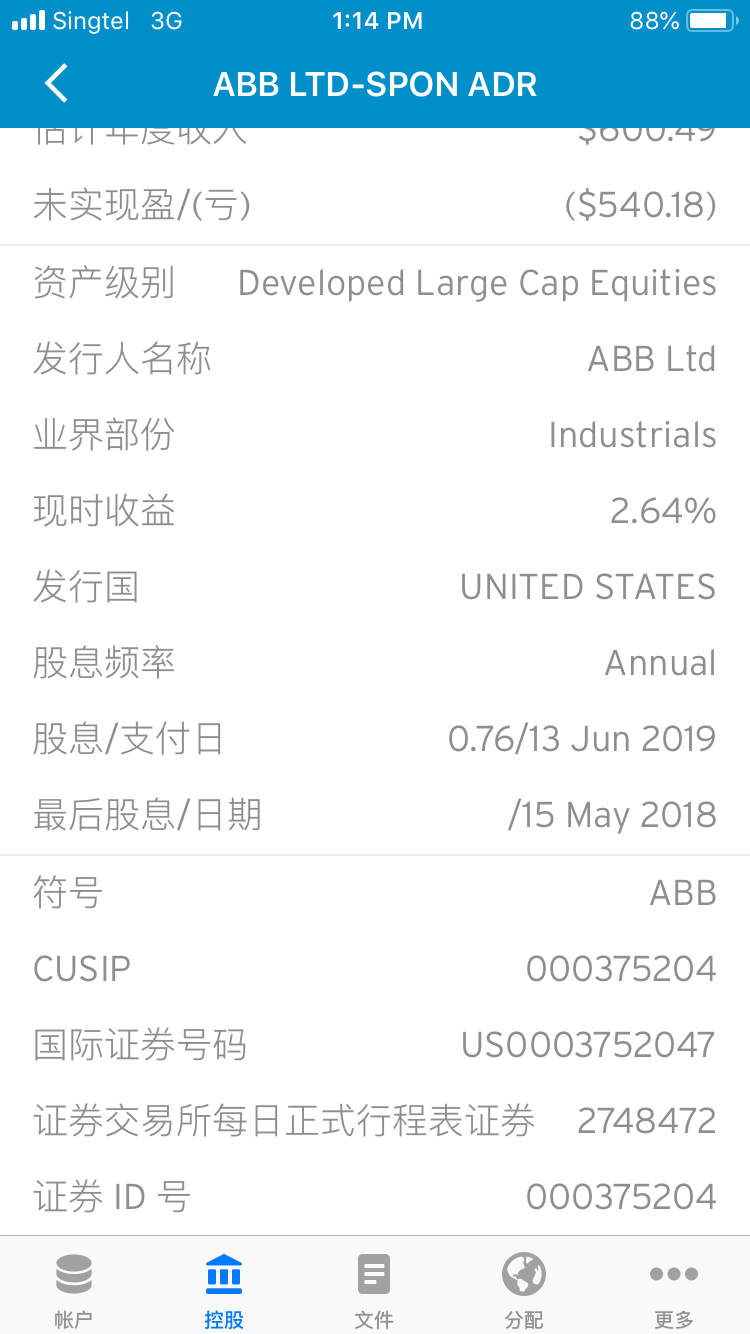 Singtel 3G 1:14 PM 88%
ABB LTD-SPON ADR
估计年度收入 $600.49
未实现盈/(亏) ($540.18)
资产级别 Developed Large Cap Equities
发行人名称 ABB Ltd
业界部份 Industrials
现时收益 2.64%
发行国 UNITED STATES
股息频率 Annual
股息/支付日 0.76/13 Jun 2019
最后股息/日期 /15 May 2018
符号 ABB
CUSIP 000375204
国际证券号码 US0003752047
证券交易所每日正式行程表证券 2748472
证券 ID 号 000375204
帐户 控股 文件 分配 更多